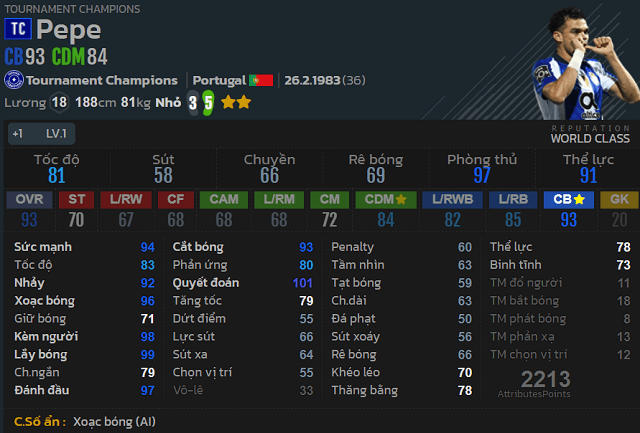 TOURNAMENT CHAMPIONS
TC Pepe
CB93 CDM84
Tournament Champions Portugal 26.2.1983(36)
Lương 18 188cm 81kg Nhỏ 3 5
+1 LV.1
REPUTATION
WORLD CLASS
Tốc độ Sút Chuyền Rê bóng Phòng thủ Thể lực
81 58 66 69 97 91
OVR ST L/RW CF CAM L/RM CM CDM★ L/RWB L/RB CB★ GK
93 70 67 68 68 68 72 84 82 85 93 20
Sức mạnh 94 Cắt bóng 93 Penalty 60 Thể lực 78
Tốc độ 83 Phản ứng 80 Tầm nhìn 63 Bình tĩnh 73
Nhảy 92 Quyết đoán 101 Tạt bóng 59 TM đổ người 11
Xoạc bóng 96 Tăng tốc 79 Ch.dài 63 TM bắt bóng 18
Giữ bóng 71 Dứt điểm 55 Đá phạt 50 TM phát bóng 8
Kèm người 98 Lực sút 66 Sút xoáy 56 TM phản xạ 13
Lấy bóng 99 Sút xa 64 Rê bóng 66 TM chọn vị trí 12
Ch.ngắn 79 Chọn vị trí 55 Khéo léo 70
Đánh đầu 97 Vô-lê 33 Thăng bằng 78
2213
AttributesPoints
C.Số ẩn : Xoạc bóng (AI)